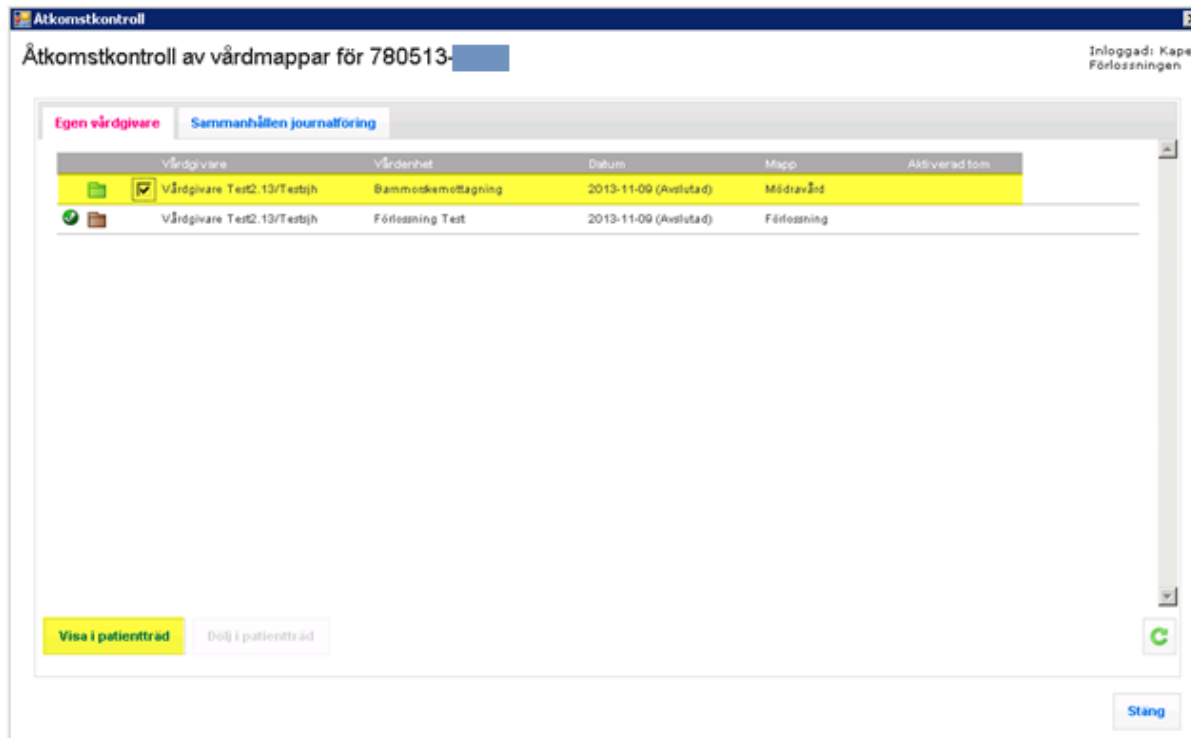 Åtkomstkontroll
Åtkomstkontroll av vårdmappar för 780513-
Inloggad: Kape
Förlossningen
Egen vårdgivare Sammanhållen journalföring
Vårdgivare Vårdenhet Datum Mapp Aktiverad tom
Vårdgivare Test2.13/Testsjh Barnmorskemottagning 2013-11-09 (Avslutad) Mödravård
Vårdgivare Test2.13/Testsjh Förlossning Test 2013-11-09 (Avslutad) Förlossning
Visa i patientträd Dölj i patientträd
Stäng